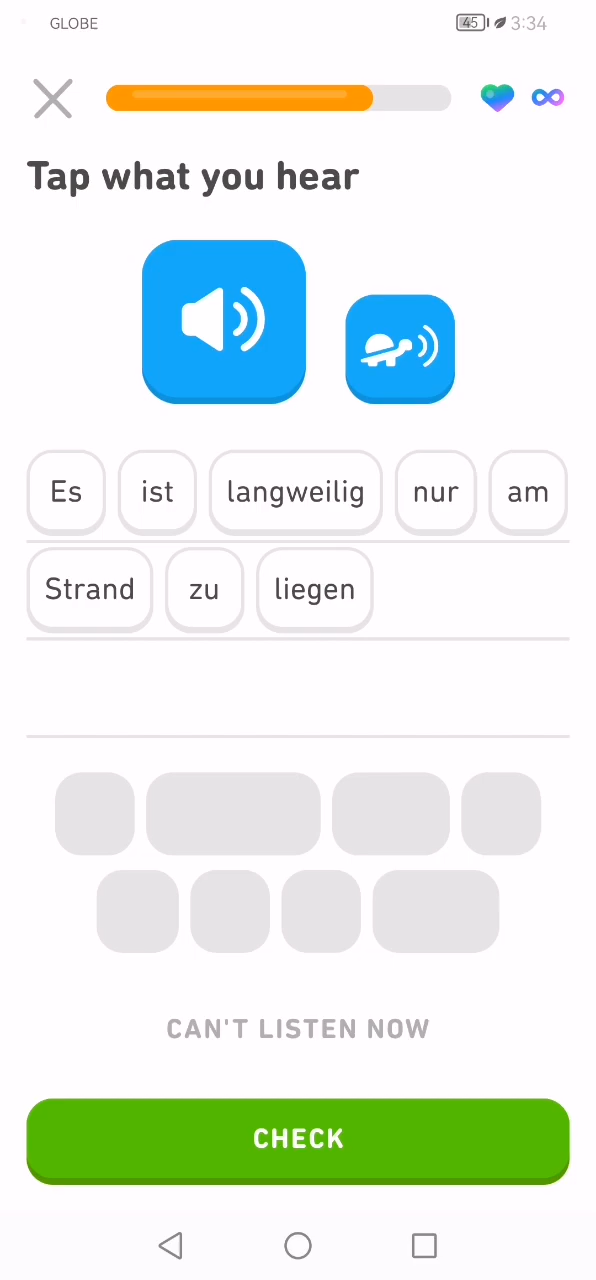 GLOBE 45 3:34
Tap what you hear
Es ist langweilig nur am
Strand zu liegen
CAN'T LISTEN NOW
CHECK